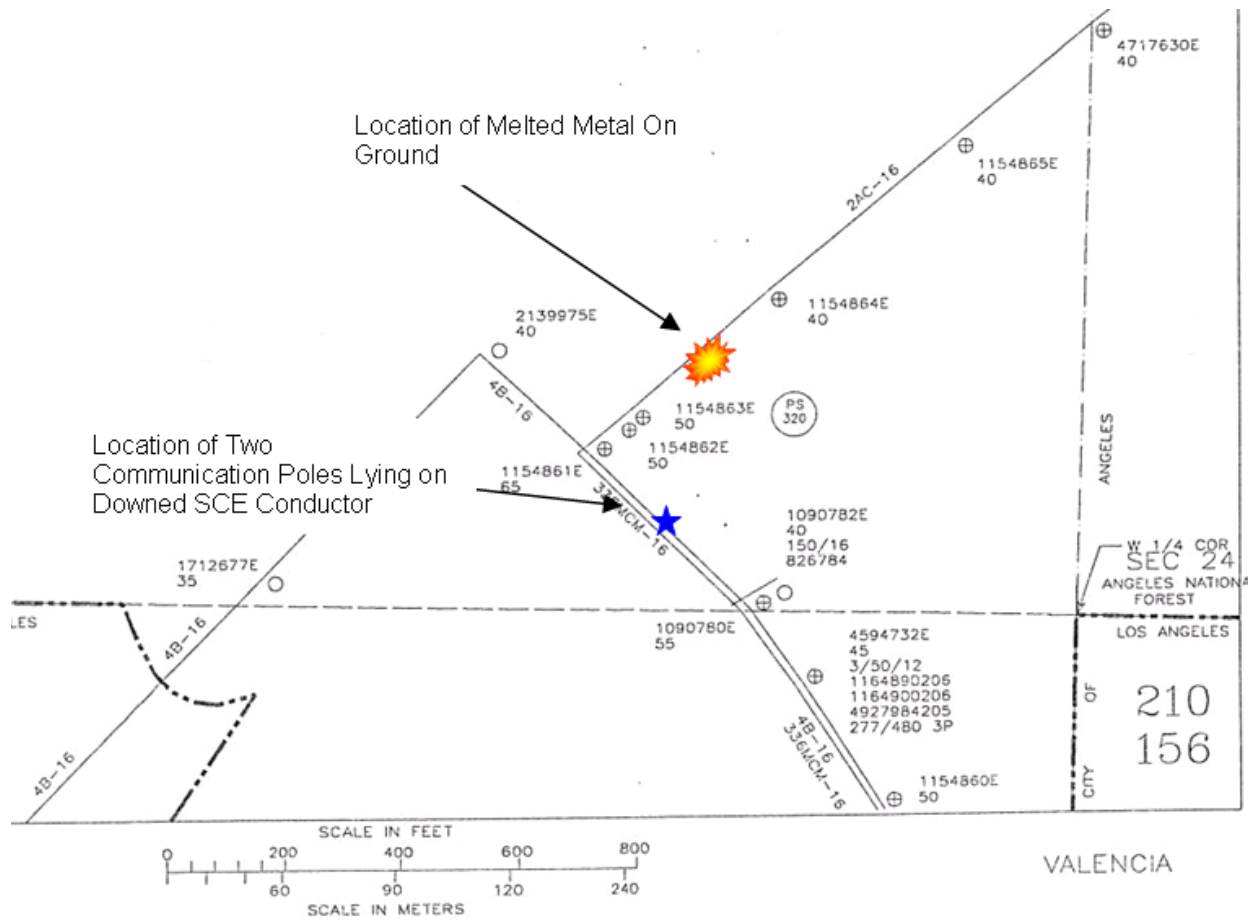 4717630E
40
Location of Melted Metal On
Ground
1154865E
40
2AC-16
2139975E
40
1154864E
40
4B-16
1154863E
50
PS
320
1154862E
50
Location of Two
Communication Poles Lying on
Downed SCE Conductor
1154861E
65
336MCM-16
ANGELES
1090782E
40
150/16
826784
W 1/4 COR
SEC 24
ANGELES NATIONA
FOREST
1712677E
35
LES
4B-16
1090780E
55
LOS ANGELES
4594732E
45
3/50/12
1164890206
1164900206
4927984205
277/480 3P
OF
CITY
210
156
4B-16
336MCM-16
4B-16
1154860E
50
SCALE IN FEET
0 200 400 600 800
60 90 120 240
SCALE IN METERS
VALENCIA